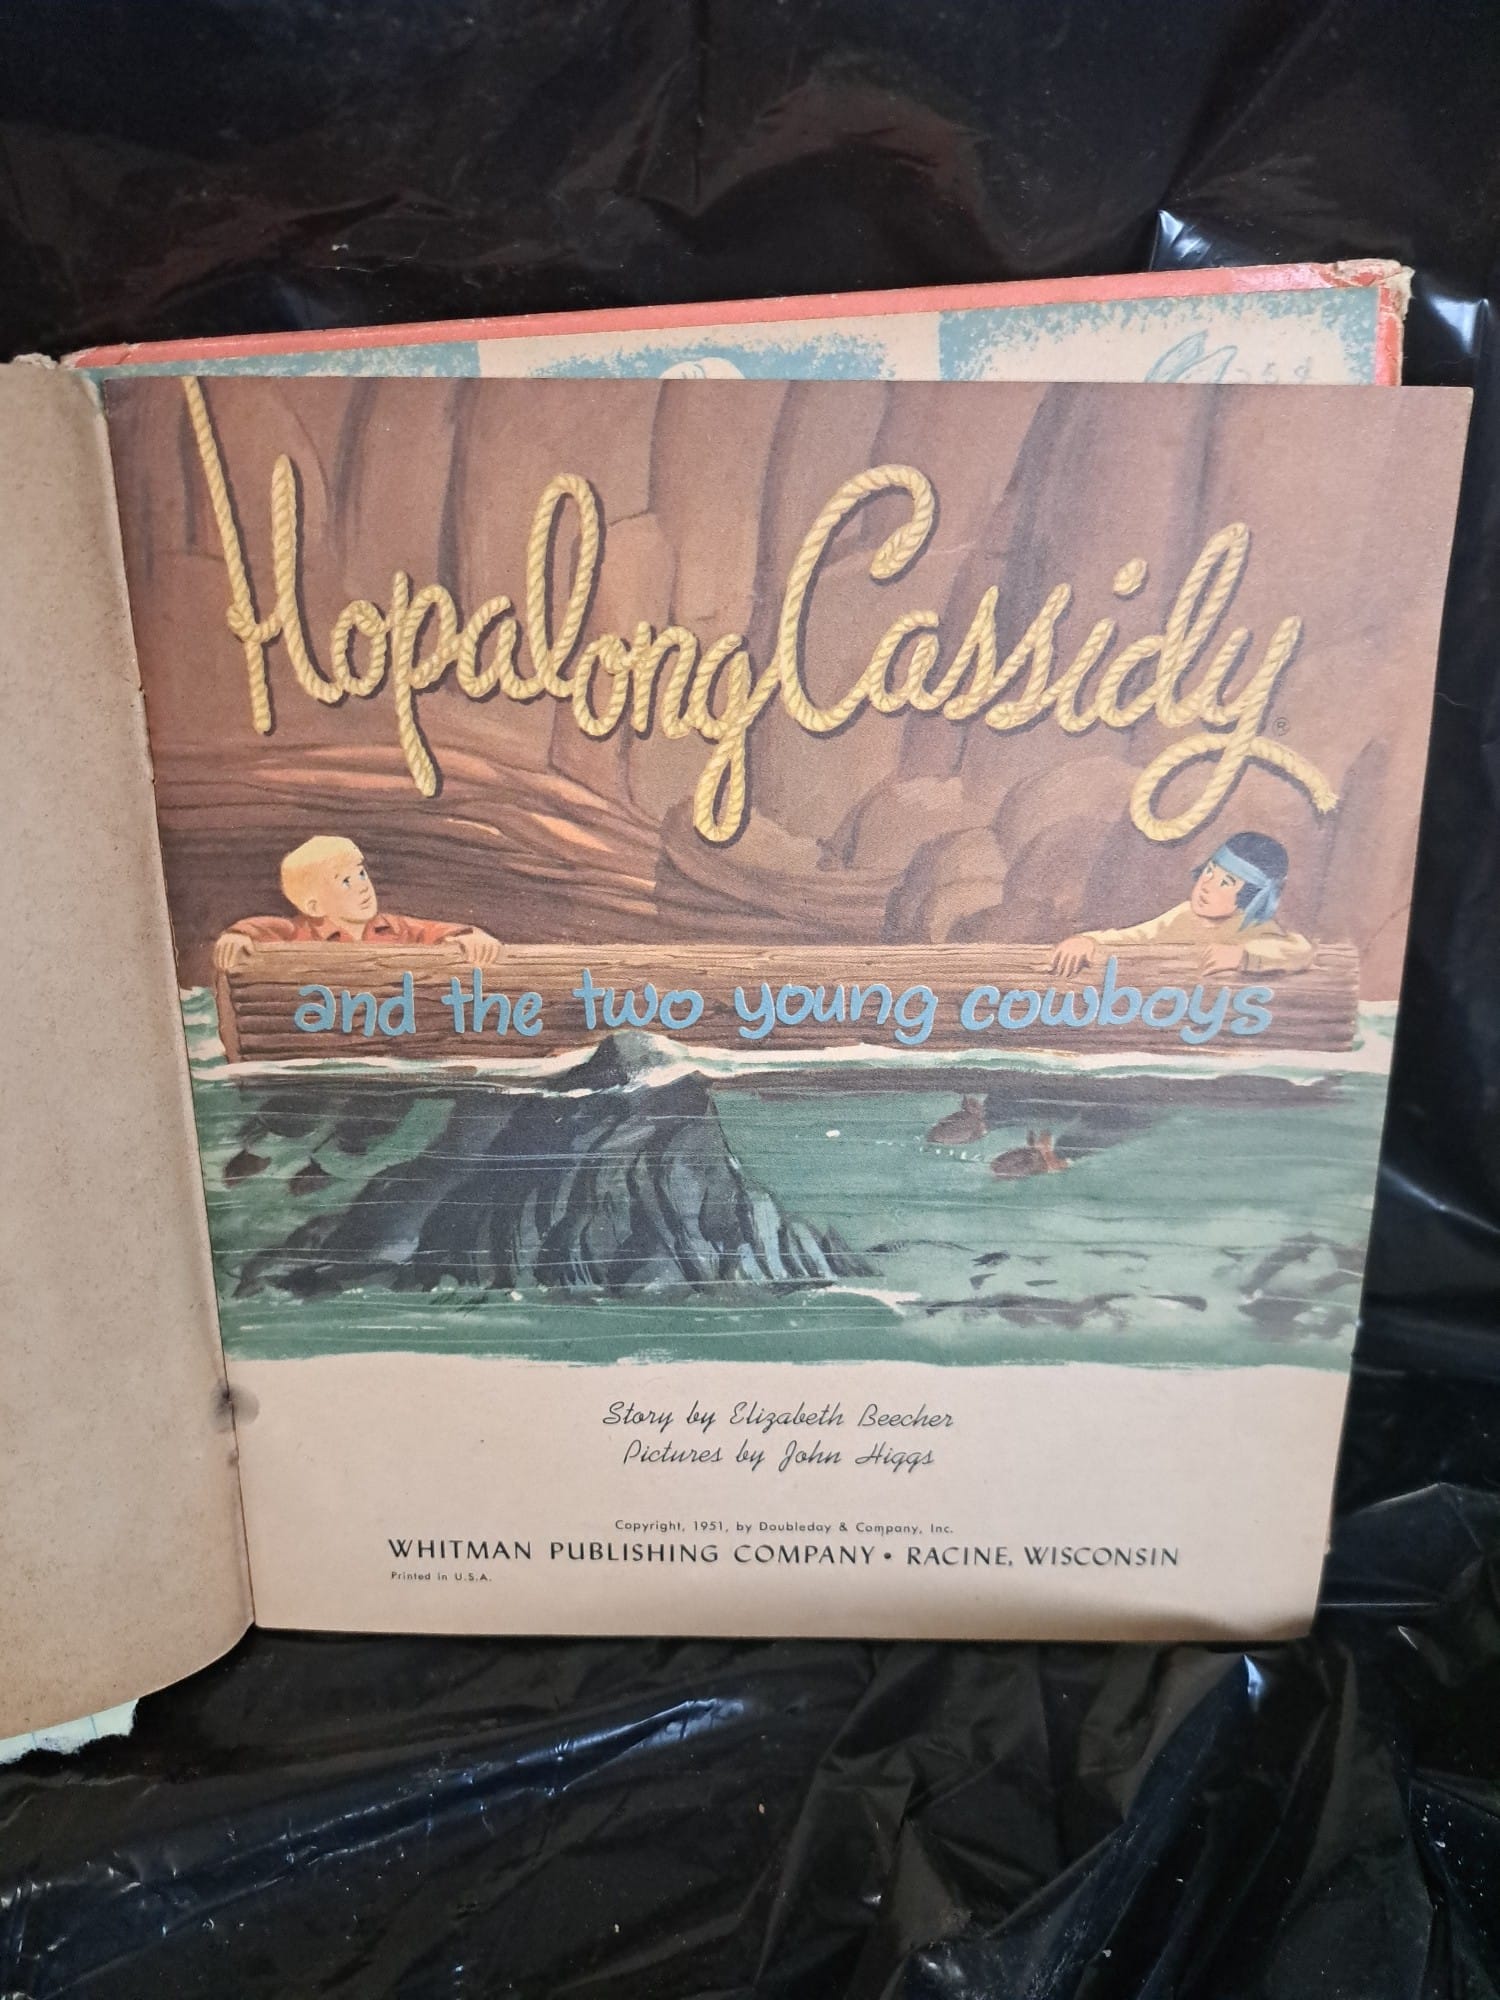 Hopalong Cassidy®
and the two young cowboys
Story by Elizabeth Beecher
Pictures by John Higgs
Copyright, 1951, by Doubleday & Company, Inc.
WHITMAN PUBLISHING COMPANY • RACINE, WISCONSIN
Printed in U.S.A.